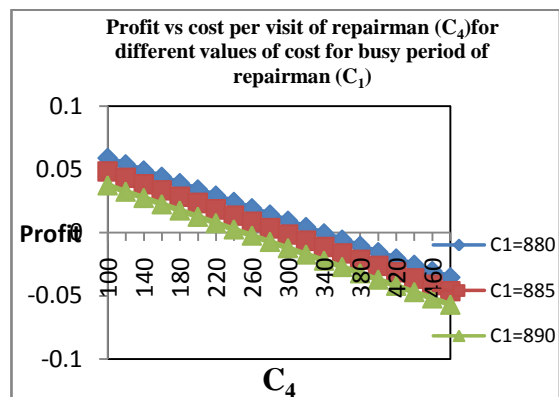 Profit vs cost per visit of repairman (C4)for
different values of cost for busy period of
repairman (C1)
0.1
0.05
0
Profit
-0.05
-0.1
100
140
180
220
260
300
340
380
420
460
C4
C1=880
C1=885
C1=890